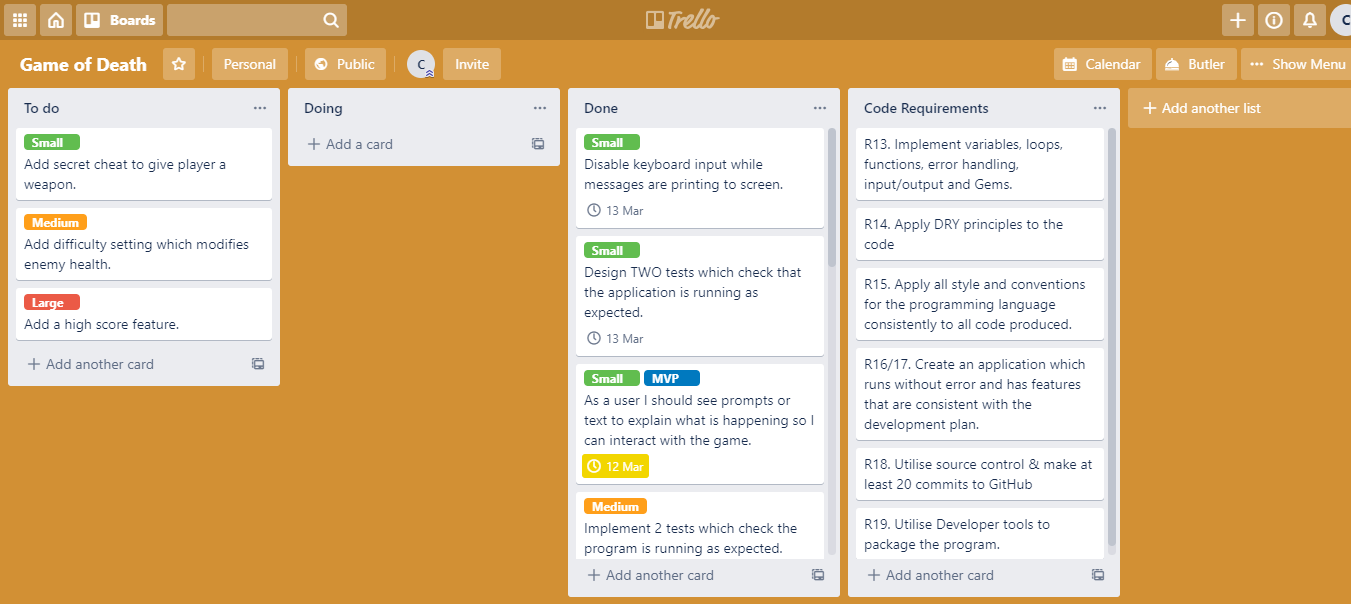 Boards
Trello
C
Game of Death
Personal
Public
C
Invite
Calendar
Butler
Show Menu
To do
Small
Add secret cheat to give player a
weapon.
Medium
Add difficulty setting which modifies
enemy health.
Large
Add a high score feature.
Add another card
Doing
Add a card
Done
Small
Disable keyboard input while
messages are printing to screen.
13 Mar
Small
Design TWO tests which check that
the application is running as
expected.
13 Mar
Small MVP
As a user I should see prompts or
text to explain what is happening so I
can interact with the game.
12 Mar
Medium
Implement 2 tests which check the
program is running as expected.
Add another card
Code Requirements
R13. Implement variables, loops,
functions, error handling,
input/output and Gems.
R14. Apply DRY principles to the
code
R15. Apply all style and conventions
for the programming language
consistently to all code produced.
R16/17. Create an application which
runs without error and has features
that are consistent with the
development plan.
R18. Utilise source control & make at
least 20 commits to GitHub
R19. Utilise Developer tools to
package the program.
Add another card
Add another list